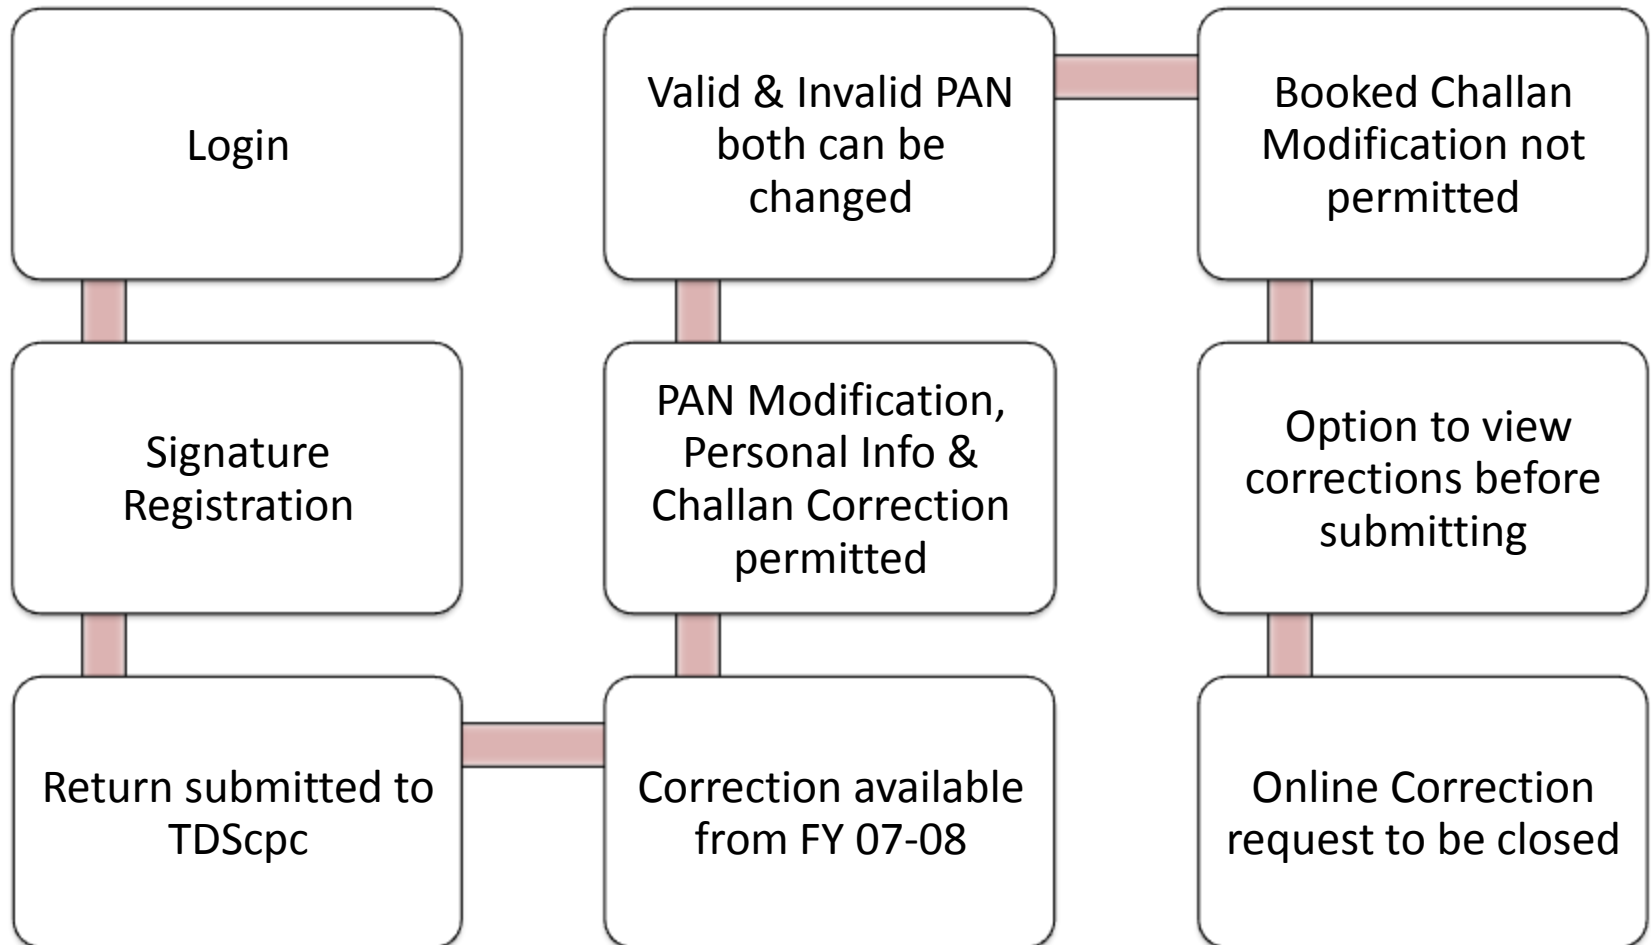 Login
Signature
Registration
Return submitted to
TDScpc
Correction available
from FY 07-08
PAN Modification,
Personal Info &
Challan Correction
permitted
Valid & Invalid PAN
both can be
changed
Booked Challan
Modification not
permitted
Option to view
corrections before
submitting
Online Correction
request to be closed